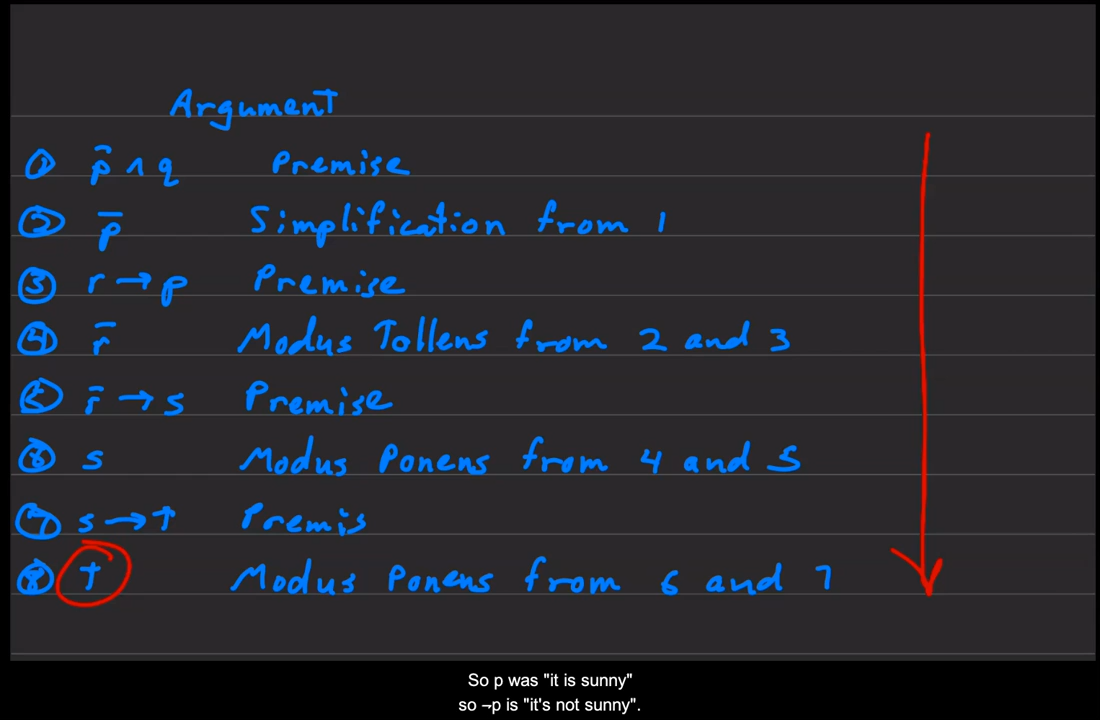 Argument
① p̄ ∧ q Premise
② p̄ Simplification from 1
③ r → p Premise
④ r̄ Modus Tollens from 2 and 3
⑤ r̄ → s Premise
⑥ s Modus Ponens from 4 and 5
⑦ s → t Premis
⑧ t Modus Ponens from 6 and 7
So p was "it is sunny"
so ¬p is "it's not sunny".